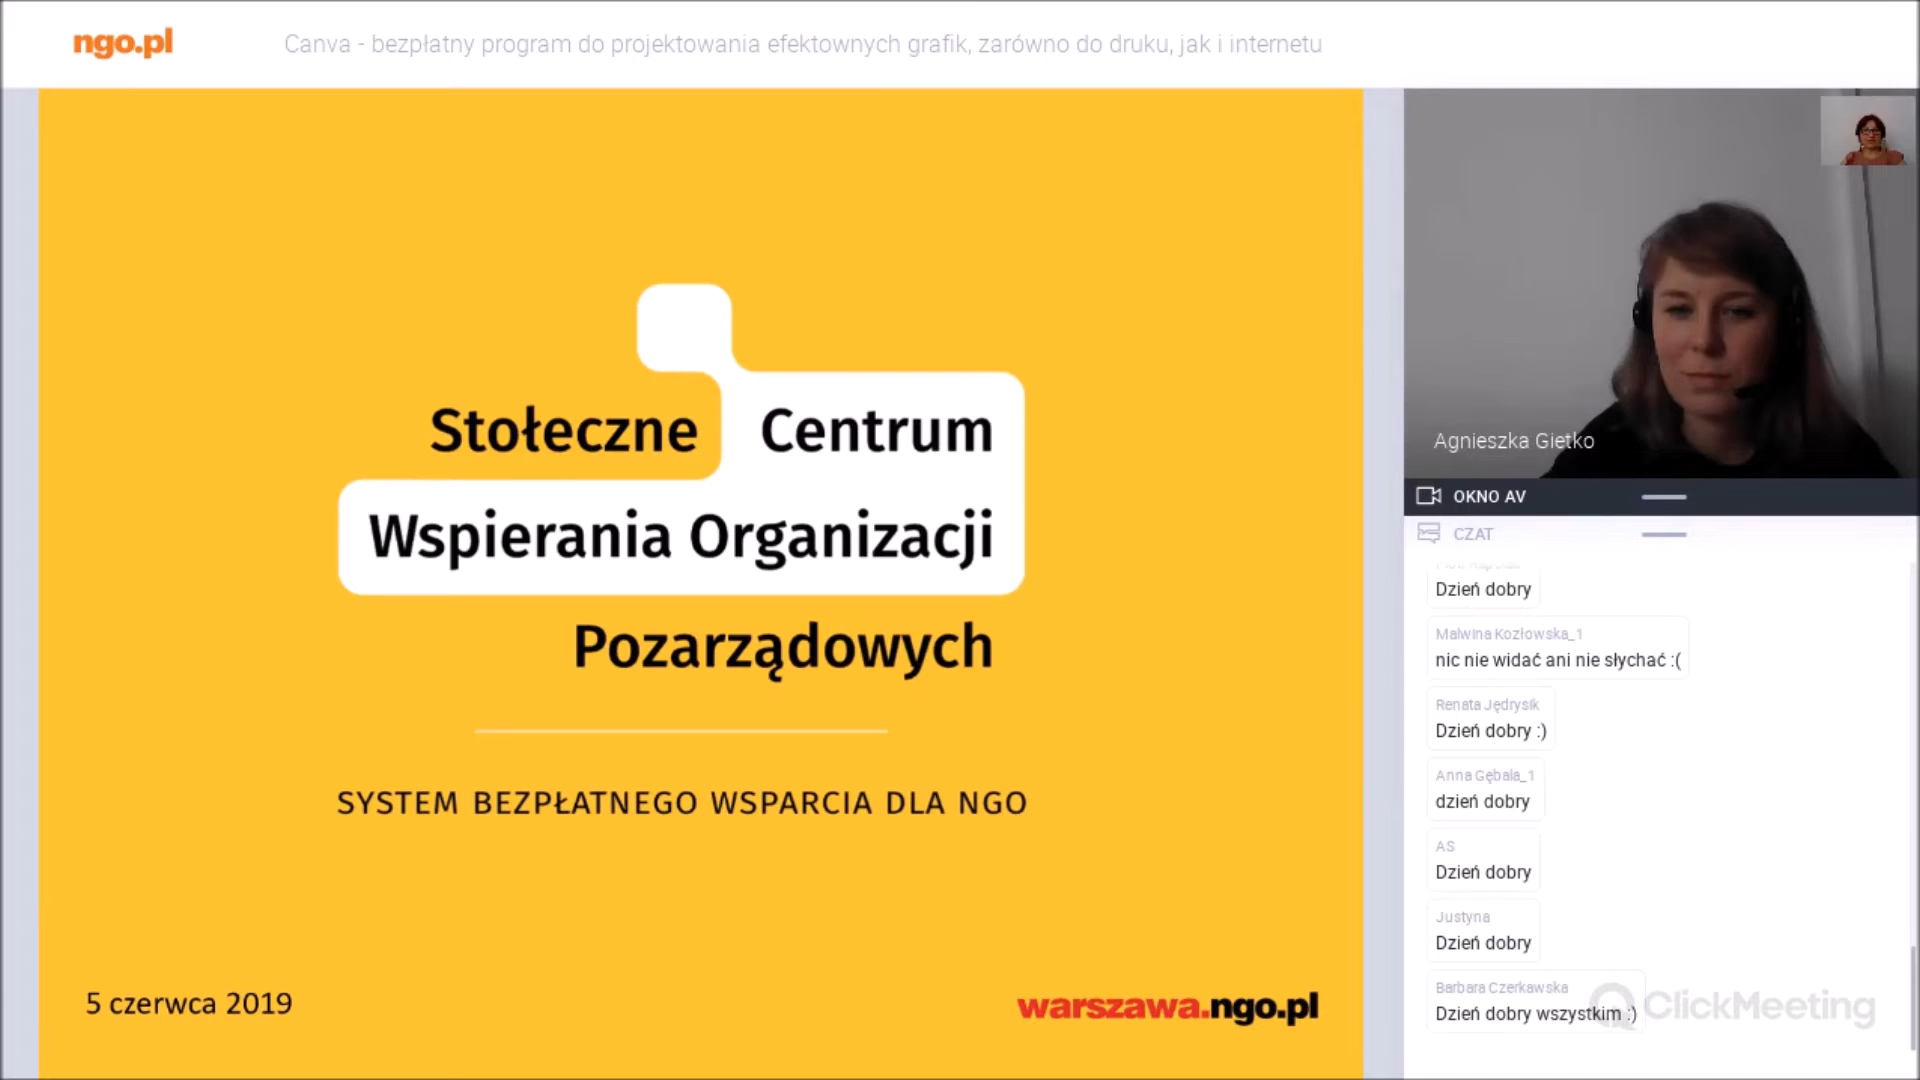 ngo.pl
Canva - bezpłatny program do projektowania efektownych grafik, zarówno do druku, jak i internetu
Stołeczne Centrum
Wspierania Organizacji
Pozarządowych
SYSTEM BEZPŁATNEGO WSPARCIA DLA NGO
5 czerwca 2019
warszawa.ngo.pl
Agnieszka Gietko
OKNO AV
CZAT
Dzień dobry
Malwina Kozłowska_1
nic nie widać ani nie słychać :(
Renata Jędrysik
Dzień dobry :)
Anna Gębala_1
dzień dobry
AS
Dzień dobry
Justyna
Dzień dobry
Barbara Czerkawska
Dzień dobry wszystkim :)
ClickMeeting